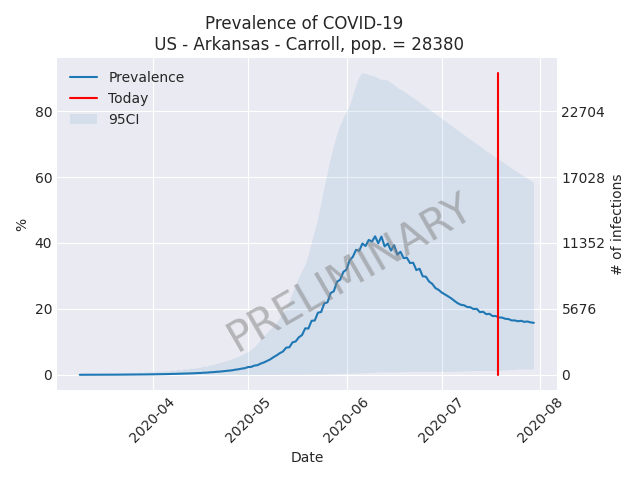 Prevalence of COVID-19
US - Arkansas - Carroll, pop. = 28380
Prevalence
Today
95CI
80
60
40
20
0
%
22704
17028
11352
5676
0
# of infections
PRELIMINARY
2020-04
2020-05
2020-06
2020-07
2020-08
Date